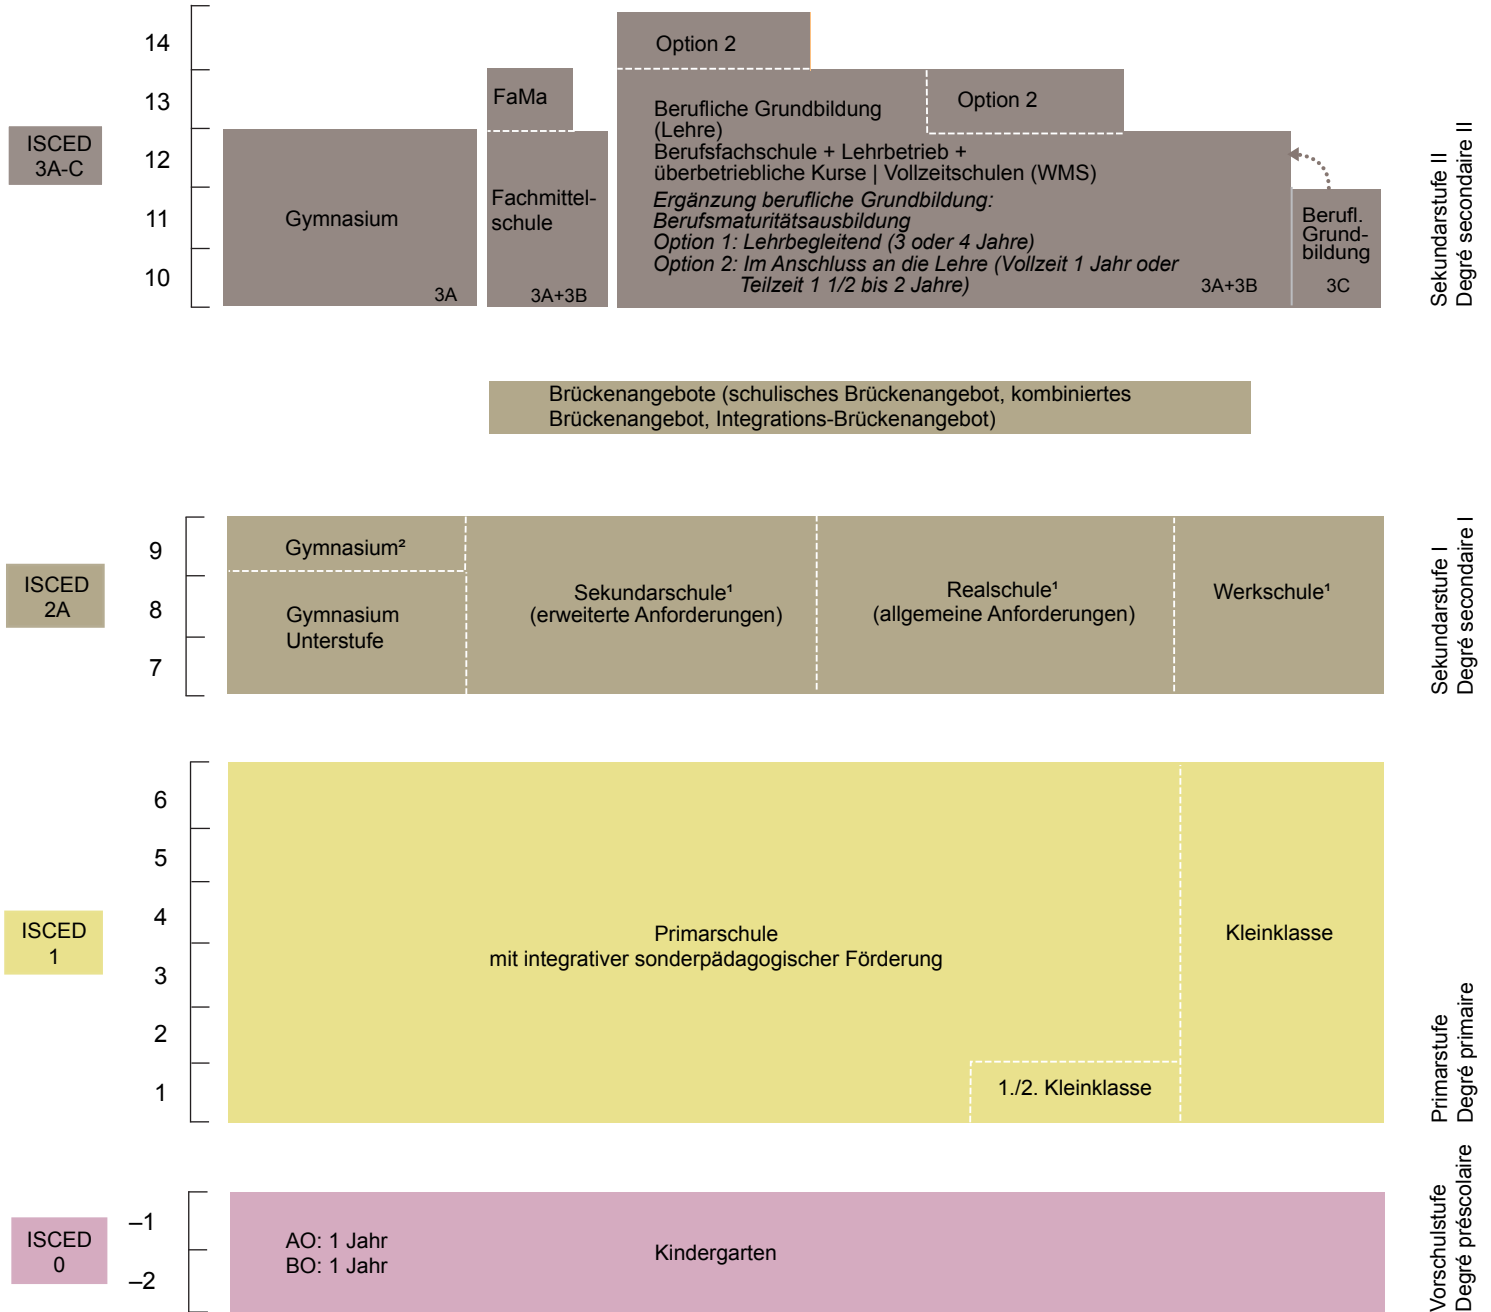 14
13
12
11
10
ISCED
3A-C
Option 2
FaMa
Option 2
Berufliche Grundbildung
(Lehre)
Berufsfachschule + Lehrbetrieb +
überbetriebliche Kurse | Vollzeitschulen (WMS)
Ergänzung berufliche Grundbildung:
Berufsmaturitätsausbildung
Option 1: Lehrbegleitend (3 oder 4 Jahre)
Option 2: Im Anschluss an die Lehre (Vollzeit 1 Jahr oder
Teilzeit 1 1/2 bis 2 Jahre)
3A+3B
Gymnasium
3A
Fachmittel-
schule
3A+3B
Berufl.
Grund-
bildung
3C
Sekundarstufe II
Degré secondaire II
Brückenangebote (schulisches Brückenangebot, kombiniertes
Brückenangebot, Integrations-Brückenangebot)
9
8
7
ISCED
2A
Gymnasium²
Gymnasium
Unterstufe
Sekundarschule¹
(erweiterte Anforderungen)
Realschule¹
(allgemeine Anforderungen)
Werkschule¹
Sekundarstufe I
Degré secondaire I
6
5
4
3
2
1
ISCED
1
Primarschule
mit integrativer sonderpädagogischer Förderung
Kleinklasse
1./2. Kleinklasse
Primarstufe
Degré primaire
–1
–2
ISCED
0
AO: 1 Jahr
BO: 1 Jahr
Kindergarten
Vorschulstufe
Degré préscolaire